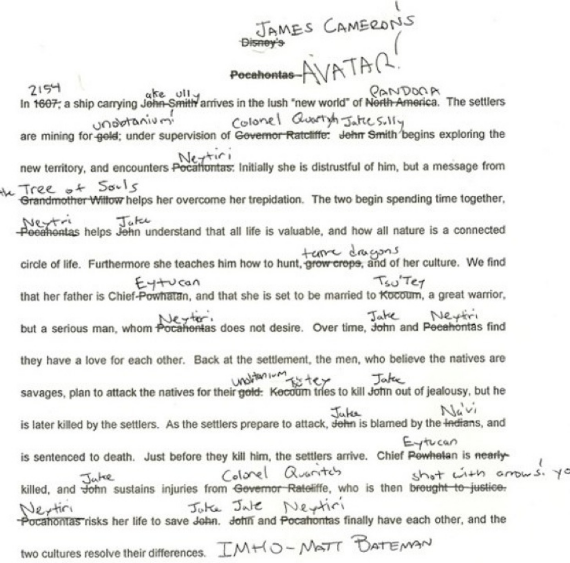 JAMES CAMERON'S
Disney's
Pocahontas AVATAR!
2154 ake ully PANDORA
In 1607, a ship carrying John Smith arrives in the lush "new world" of North America. The settlers
unobtanium Colonel Quartych Jake Sully
are mining for gold; under supervision of Governor Ratcliffe. John Smith begins exploring the
Neytiri
new territory, and encounters Pocahontas. Initially she is distrustful of him, but a message from
the Tree of Souls
Grandmother Willow helps her overcome her trepidation. The two begin spending time together,
Neytri Jake
Pocahontas helps John understand that all life is valuable, and how all nature is a connected
tame dragons
circle of life. Furthermore she teaches him how to hunt, grow crops, and of her culture. We find
Eytucan Tsu'Tey
that her father is Chief Powhatan, and that she is set to be married to Kocoum, a great warrior,
Neytiri Jake Neytiri
but a serious man, whom Pocahontas does not desire. Over time, John and Pocahontas find
they have a love for each other. Back at the settlement, the men, who believe the natives are
unobtanium Tsu'tey Jake
savages, plan to attack the natives for their gold. Kocoum tries to kill John out of jealousy, but he
Jake Na'vi
is later killed by the settlers. As the settlers prepare to attack, John is blamed by the Indians, and
Eytucan
is sentenced to death. Just before they kill him, the settlers arrive. Chief Powhatan is nearly
Jake Colonel Quaritch shot with arrows!
killed, and John sustains injuries from Governor Ratcliffe, who is then brought to justice.
Neytiri Jake Jake Neytiri
Pocahontas risks her life to save John. John and Pocahontas finally have each other, and the
two cultures resolve their differences. IMHO-MATT BATEMAN